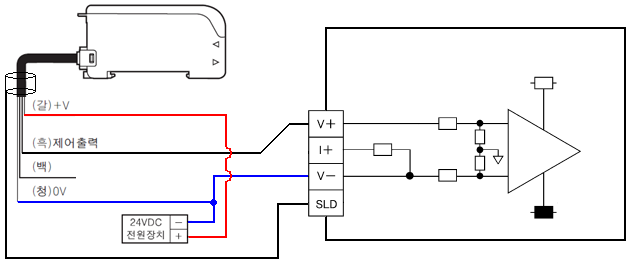 (갈)+V
(흑)제어출력
(백)
(청)0V
24VDC
전원장치
−
+
V+
I+
V−
SLD